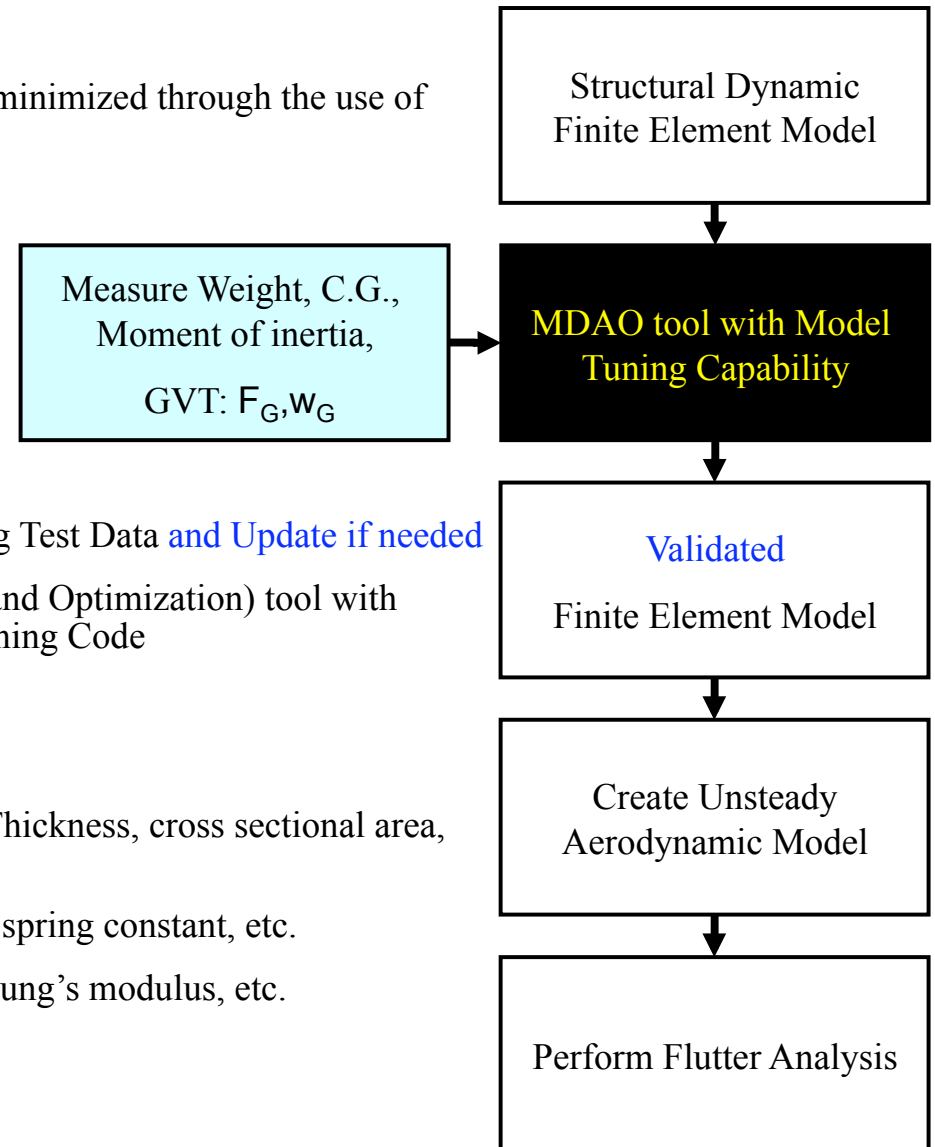 minimized through the use of
Structural Dynamic
Finite Element Model
Measure Weight, C.G.,
Moment of inertia,
GVT: F_G,w_G
MDAO tool with Model
Tuning Capability
g Test Data and Update if needed
and Optimization) tool with
ning Code
Validated
Finite Element Model
Thickness, cross sectional area,
spring constant, etc.
ung’s modulus, etc.
Create Unsteady
Aerodynamic Model
Perform Flutter Analysis